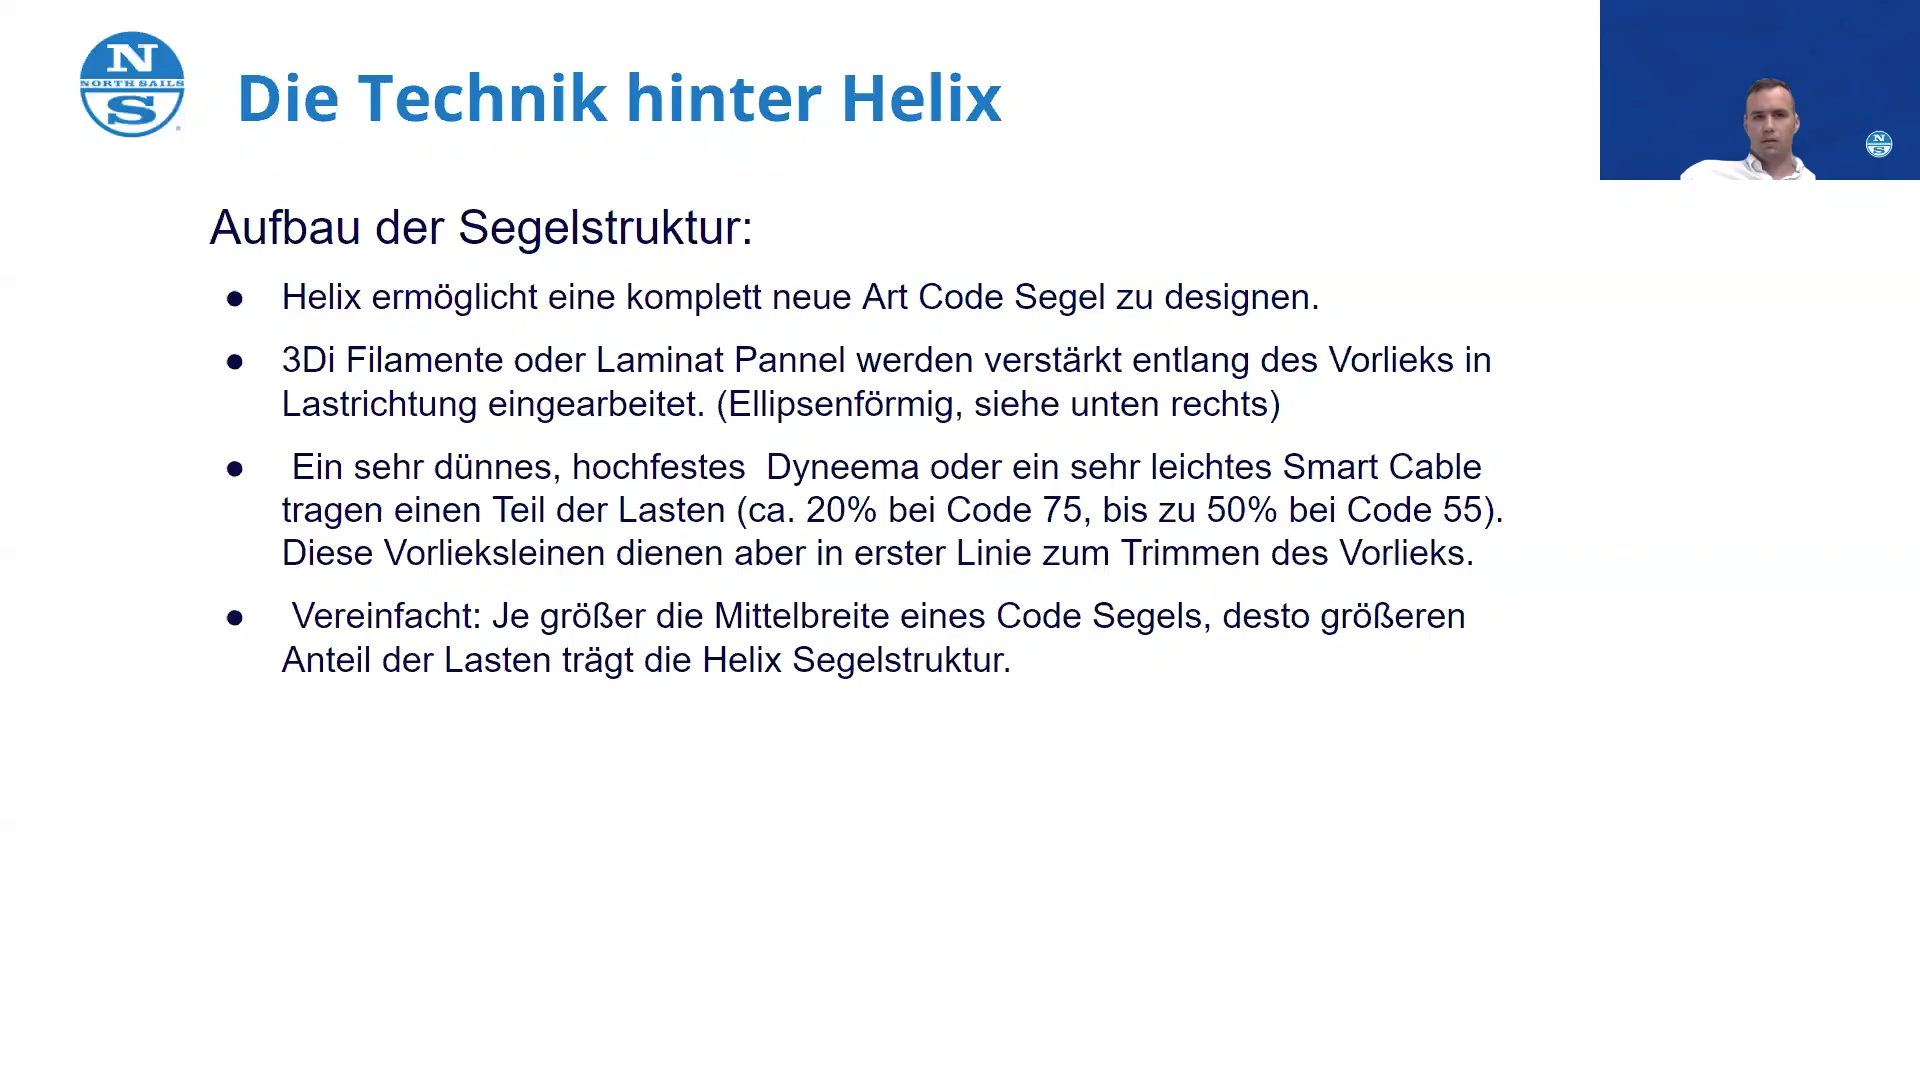 N
NORTH SAILS
S
Die Technik hinter Helix
N
S
Aufbau der Segelstruktur:
● Helix ermöglicht eine komplett neue Art Code Segel zu designen.
● 3Di Filamente oder Laminat Pannel werden verstärkt entlang des Vorlieks in
Lastrichtung eingearbeitet. (Ellipsenförmig, siehe unten rechts)
● Ein sehr dünnes, hochfestes  Dyneema oder ein sehr leichtes Smart Cable
tragen einen Teil der Lasten (ca. 20% bei Code 75, bis zu 50% bei Code 55).
Diese Vorlieksleinen dienen aber in erster Linie zum Trimmen des Vorlieks.
● Vereinfacht: Je größer die Mittelbreite eines Code Segels, desto größeren
Anteil der Lasten trägt die Helix Segelstruktur.